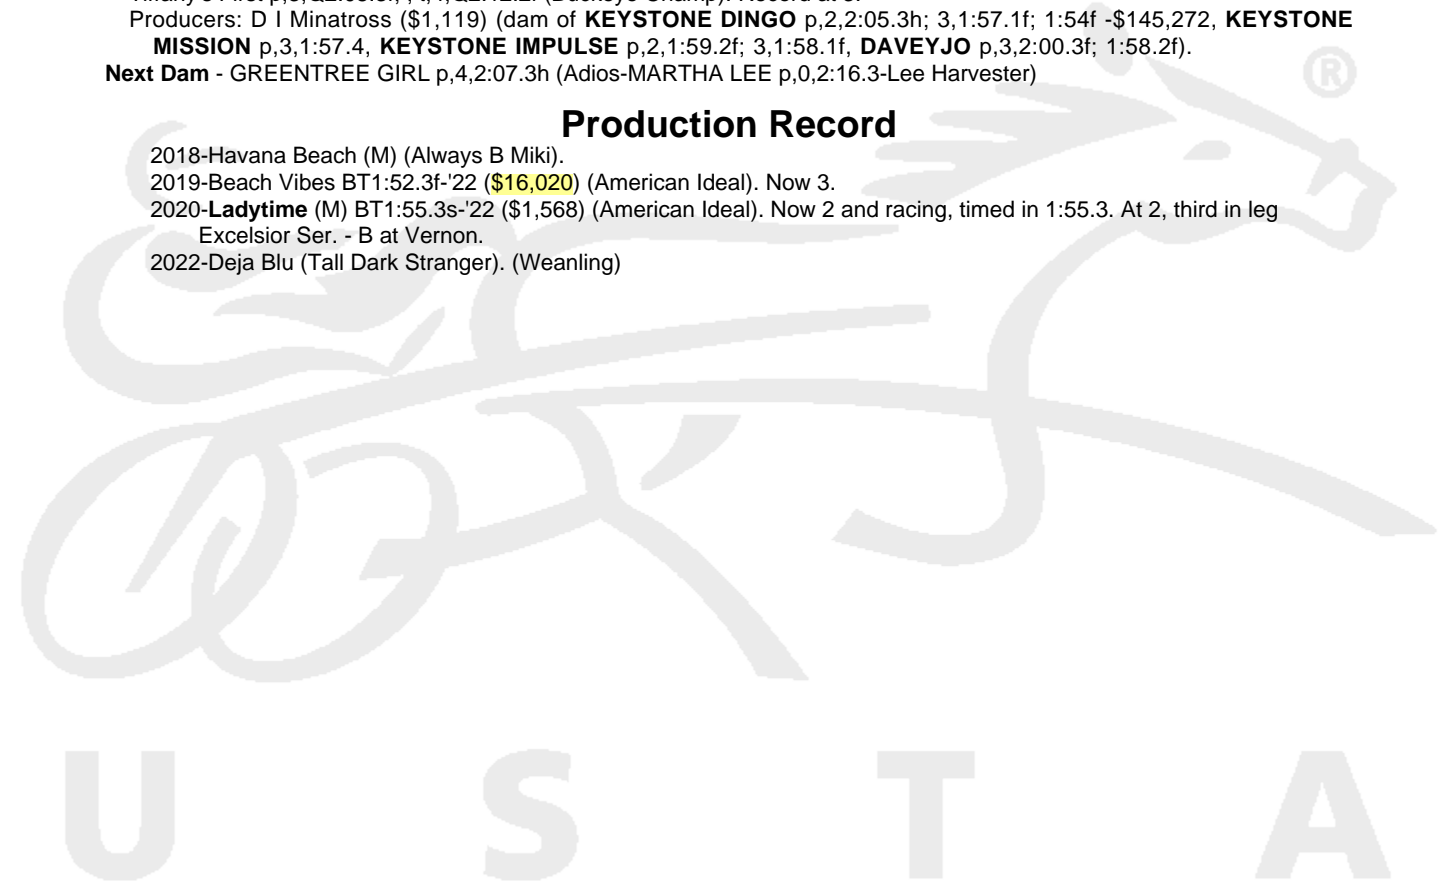 Producers: D I Minatross ($1,119) (dam of KEYSTONE DINGO p,2,2:05.3h; 3,1:57.1f; 1:54f -$145,272, KEYSTONE
MISSION p,3,1:57.4, KEYSTONE IMPULSE p,2,1:59.2f; 3,1:58.1f, DAVEYJO p,3,2:00.3f; 1:58.2f).
Next Dam - GREENTREE GIRL p,4,2:07.3h (Adios-MARTHA LEE p,0,2:16.3-Lee Harvester)
®
Production Record
2018-Havana Beach (M) (Always B Miki).
2019-Beach Vibes BT1:52.3f-'22 ($16,020) (American Ideal). Now 3.
2020-Ladytime (M) BT1:55.3s-'22 ($1,568) (American Ideal). Now 2 and racing, timed in 1:55.3. At 2, third in leg
Excelsior Ser. - B at Vernon.
2022-Deja Blu (Tall Dark Stranger). (Weanling)
U S T A